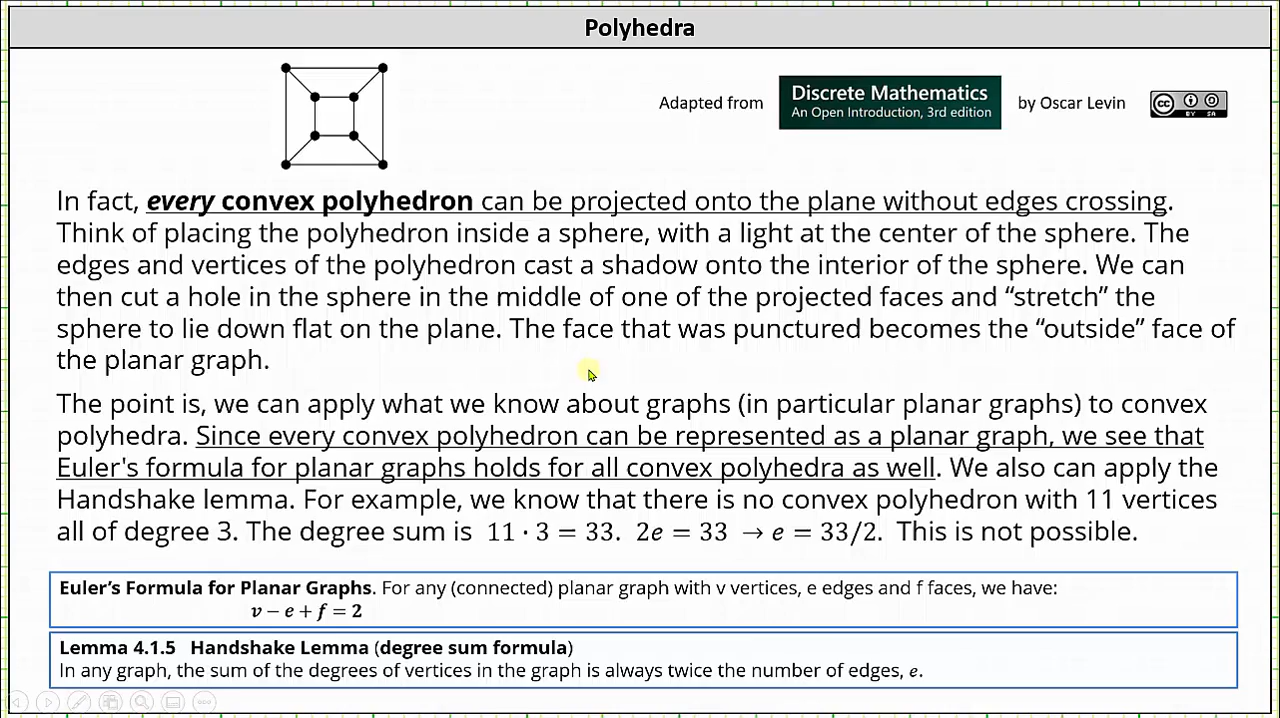 Polyhedra
Adapted from
Discrete Mathematics
An Open Introduction, 3rd edition
by Oscar Levin
cc
BY SA
In fact, every convex polyhedron can be projected onto the plane without edges crossing.
Think of placing the polyhedron inside a sphere, with a light at the center of the sphere. The
edges and vertices of the polyhedron cast a shadow onto the interior of the sphere. We can
then cut a hole in the sphere in the middle of one of the projected faces and “stretch” the
sphere to lie down flat on the plane. The face that was punctured becomes the “outside” face of
the planar graph.
The point is, we can apply what we know about graphs (in particular planar graphs) to convex
polyhedra. Since every convex polyhedron can be represented as a planar graph, we see that
Euler's formula for planar graphs holds for all convex polyhedra as well. We also can apply the
Handshake lemma. For example, we know that there is no convex polyhedron with 11 vertices
all of degree 3. The degree sum is 11 · 3 = 33. 2e = 33 → e = 33/2. This is not possible.
Euler’s Formula for Planar Graphs. For any (connected) planar graph with v vertices, e edges and f faces, we have:
v − e + f = 2
Lemma 4.1.5 Handshake Lemma (degree sum formula)
In any graph, the sum of the degrees of vertices in the graph is always twice the number of edges, e.